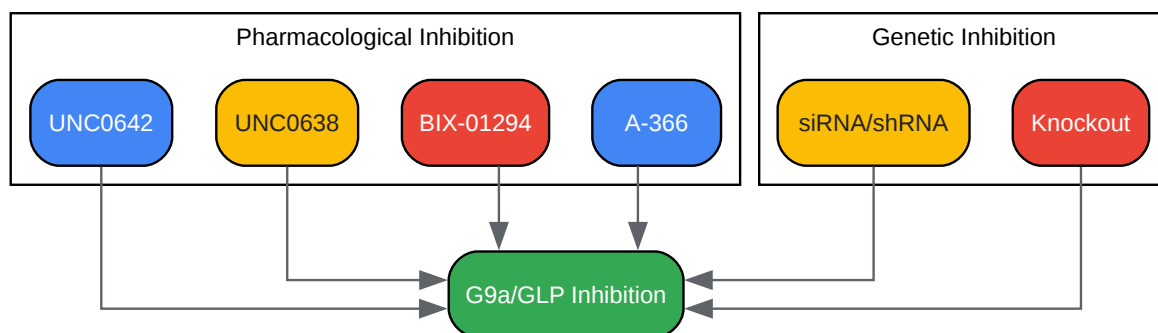 Pharmacological Inhibition
Genetic Inhibition
UNC0642
UNC0638
BIX-01294
A-366
siRNA/shRNA
Knockout
G9a/GLP Inhibition